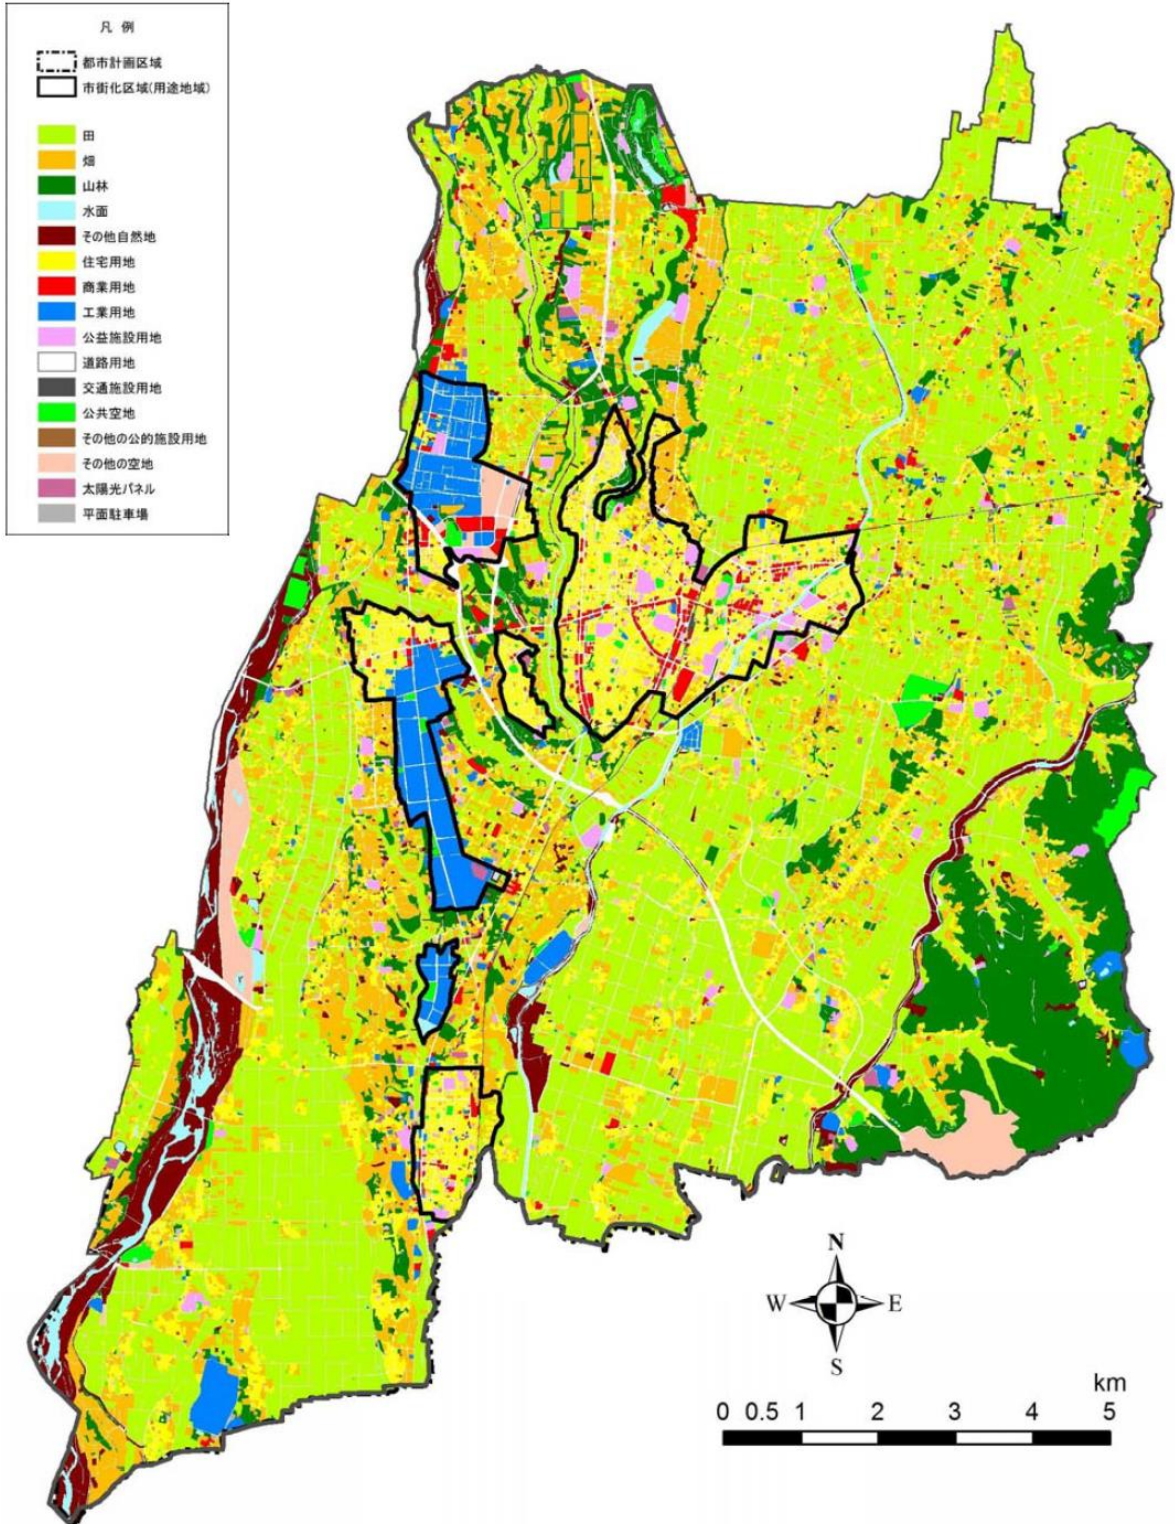 凡 例
都市計画区域
市街化区域(用途地域)
田
畑
山林
水面
その他自然地
住宅用地
商業用地
工業用地
公益施設用地
道路用地
交通施設用地
公共空地
その他の公的施設用地
その他の空地
太陽光パネル
平面駐車場
N
W E
S
km
0 0.5 1 2 3 4 5